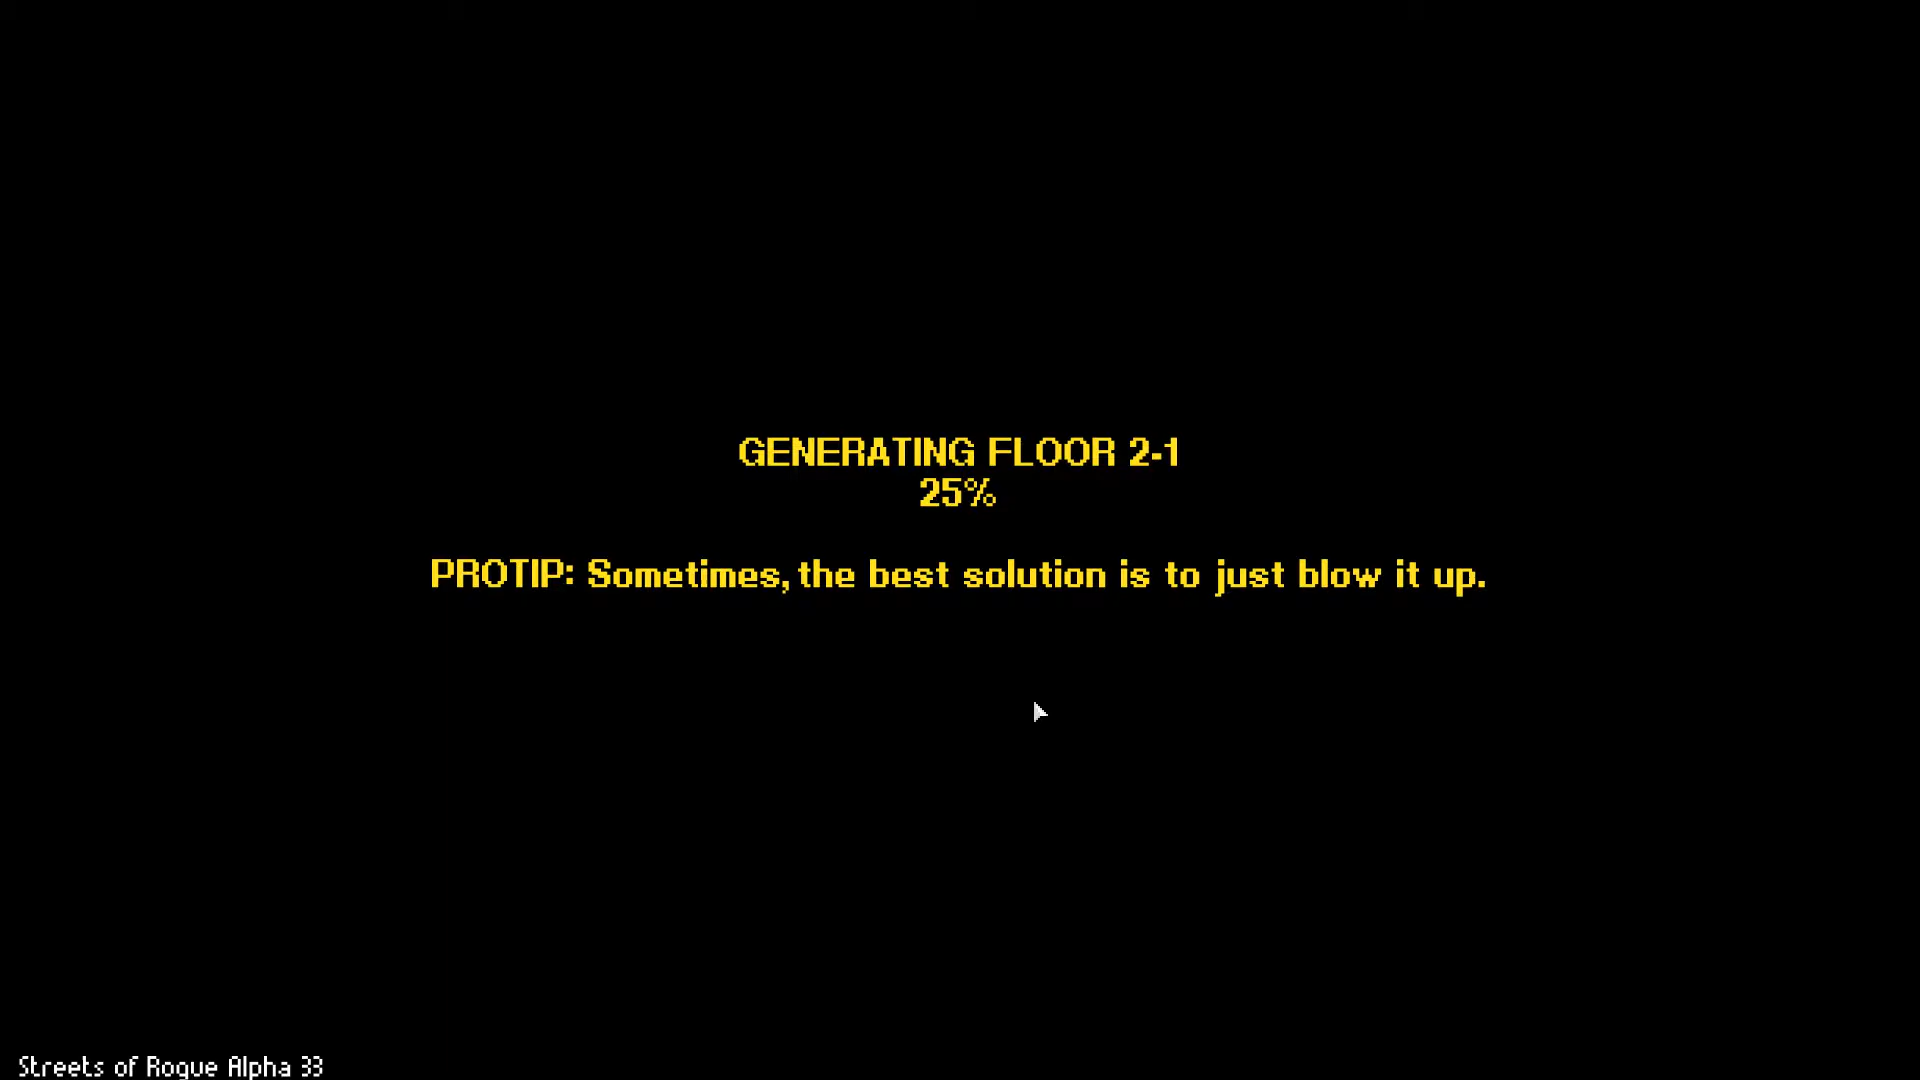 GENERATING FLOOR 2-1
25%
PROTIP: Sometimes, the best solution is to just blow it up.
Streets of Rogue Alpha 33